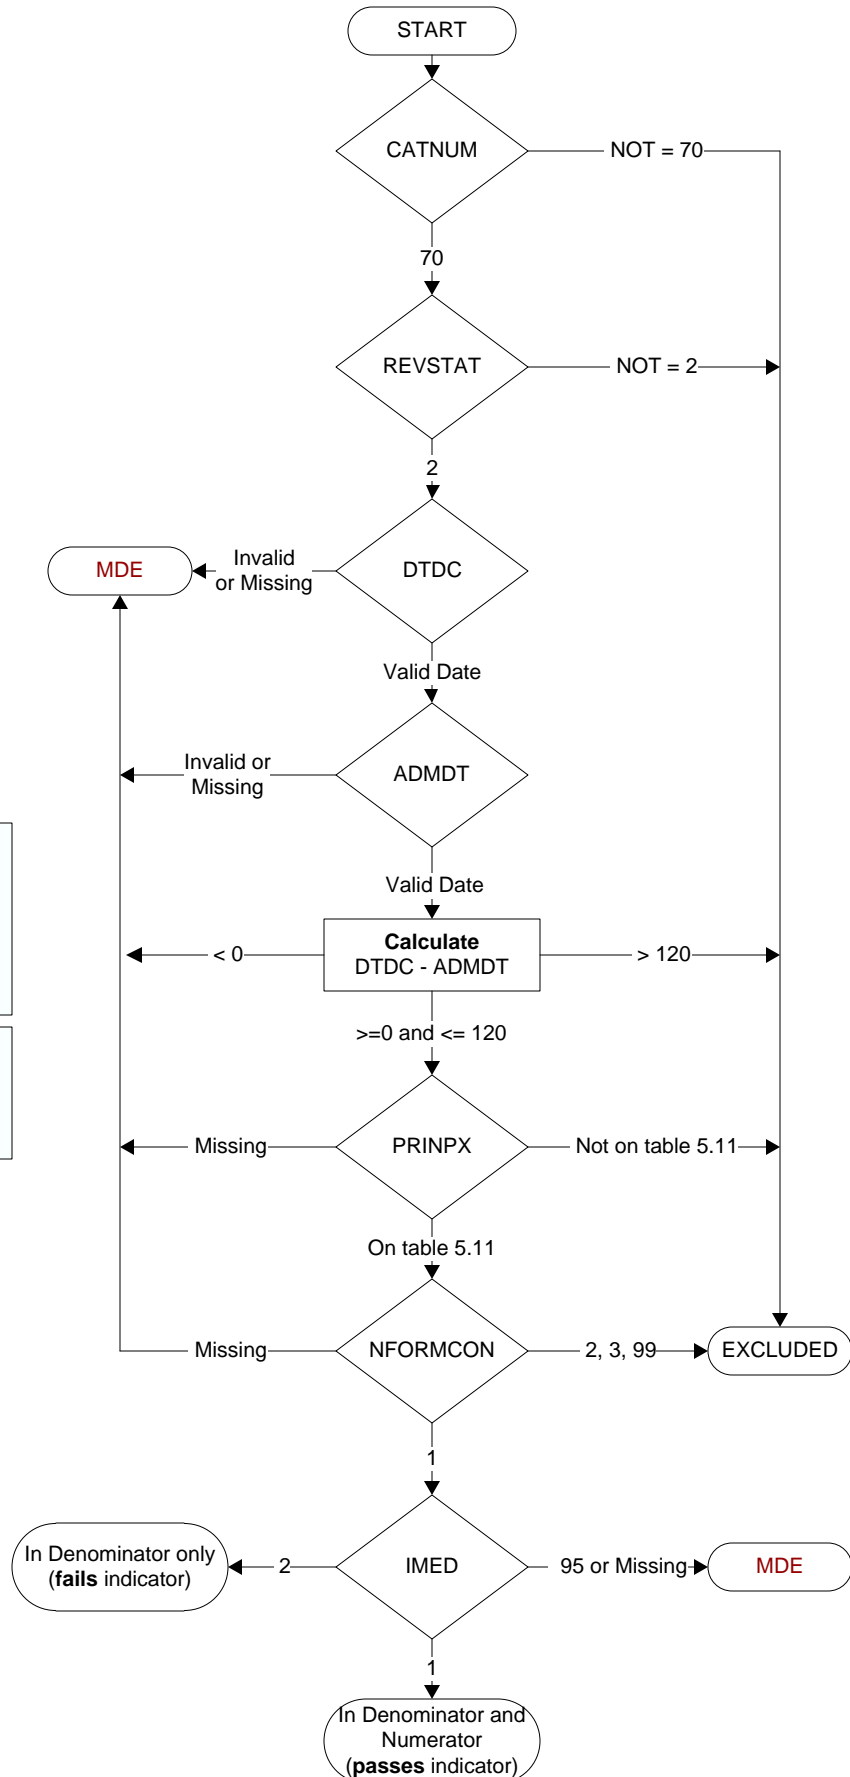 START
CATNUM
NOT = 70
70
REVSTAT
NOT = 2
2
MDE
Invalid
or Missing
DTDC
Valid Date
Invalid or
Missing
ADMDT
Valid Date
< 0
Calculate
DTDC - ADMDT
> 120
>=0 and <= 120
Missing
PRINPX
Not on table 5.11
On table 5.11
Missing
NFORMCON
2, 3, 99
EXCLUDED
1
In Denominator only
(fails indicator)
2
IMED
95 or Missing
MDE
1
In Denominator and
Numerator
(passes indicator)